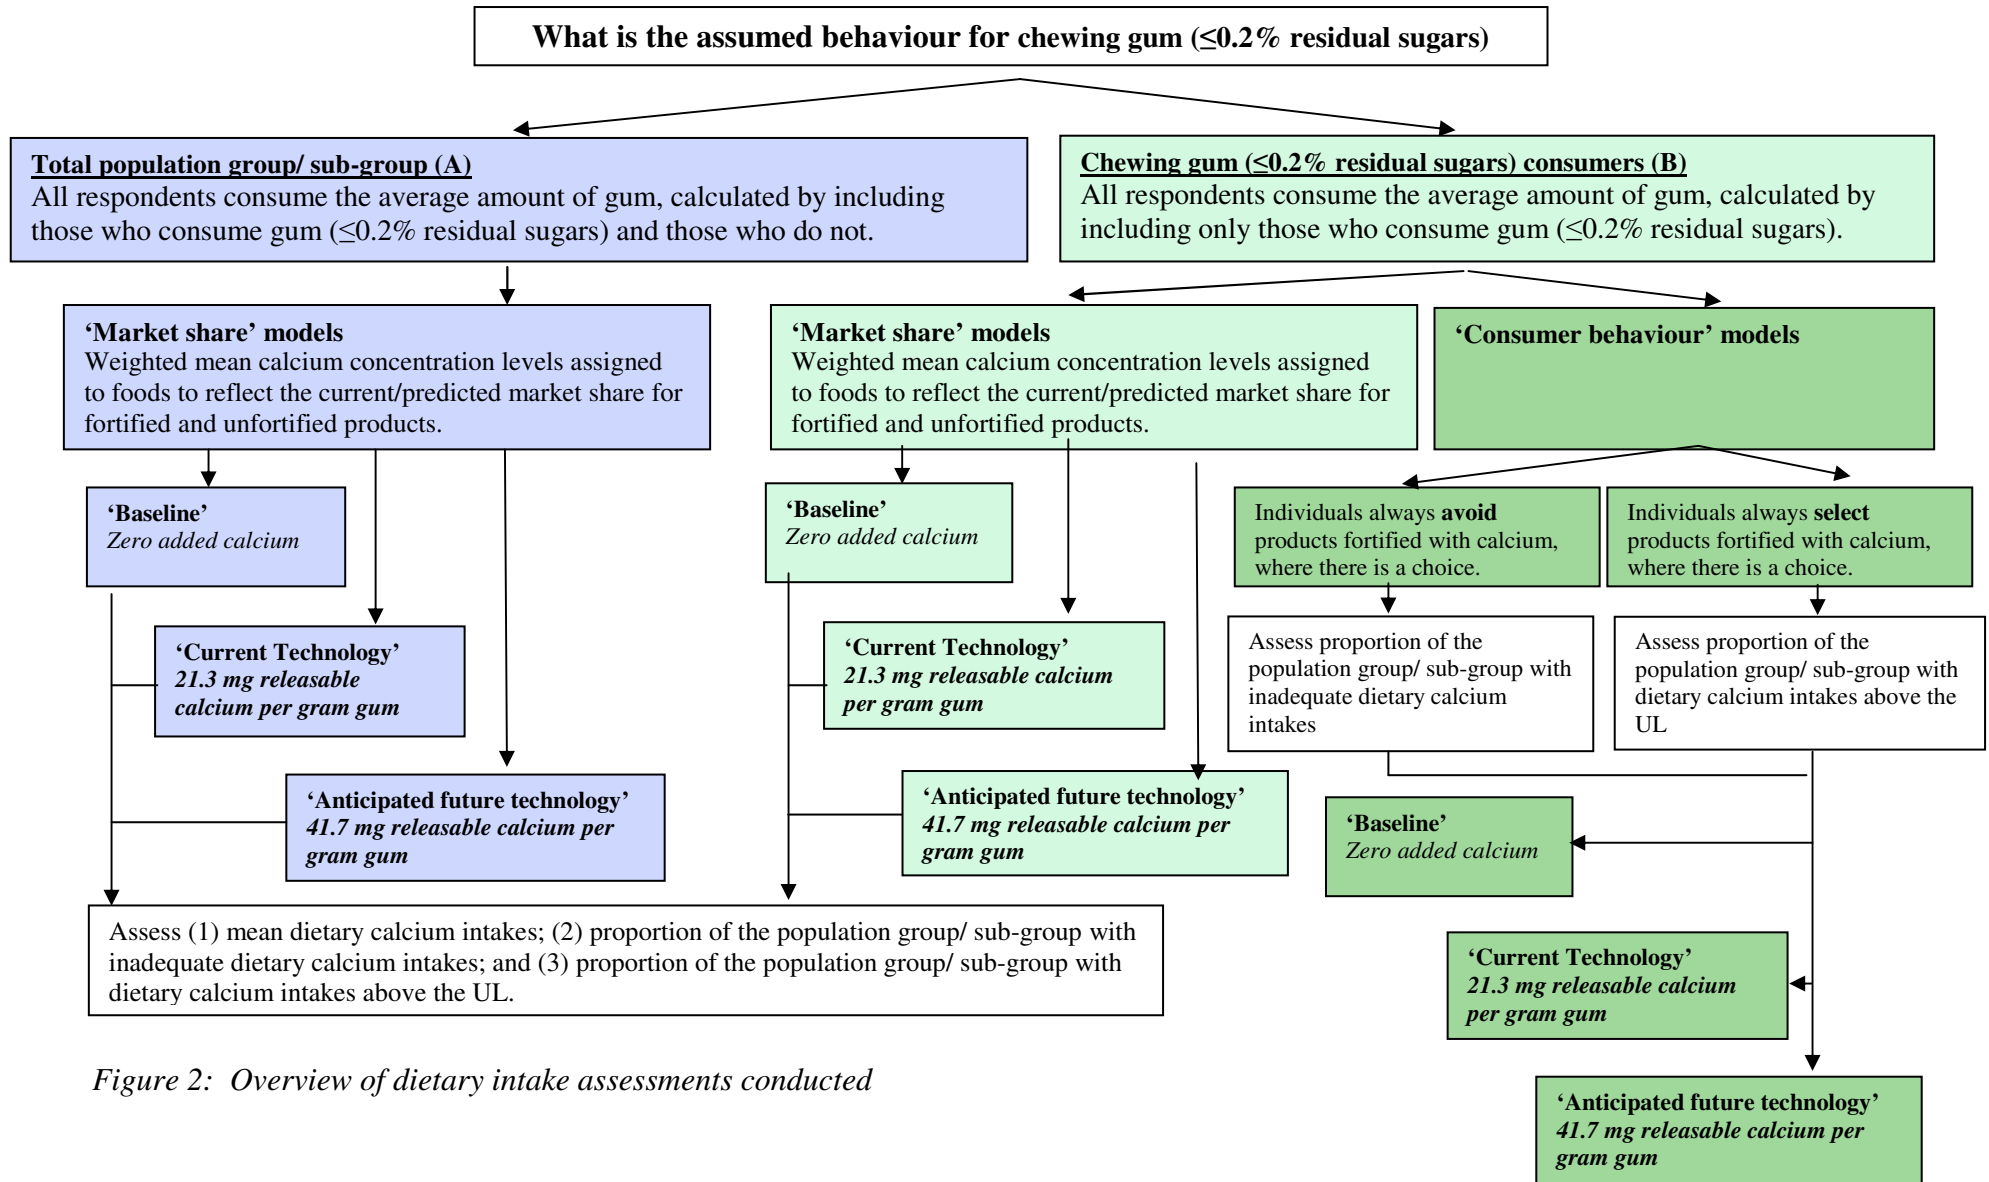 What is the assumed behaviour for chewing gum (≤0.2% residual sugars)
Total population group/ sub-group (A)
All respondents consume the average amount of gum, calculated by including
those who consume gum (≤0.2% residual sugars) and those who do not.
Chewing gum (≤0.2% residual sugars) consumers (B)
All respondents consume the average amount of gum, calculated by
including only those who consume gum (≤0.2% residual sugars).
‘Market share’ models
Weighted mean calcium concentration levels assigned
to foods to reflect the current/predicted market share for
fortified and unfortified products.
‘Market share’ models
Weighted mean calcium concentration levels assigned
to foods to reflect the current/predicted market share for
fortified and unfortified products.
‘Consumer behaviour’ models
‘Baseline’
Zero added calcium
‘Baseline’
Zero added calcium
Individuals always avoid
products fortified with calcium,
where there is a choice.
Individuals always select
products fortified with calcium,
where there is a choice.
‘Current Technology’
21.3 mg releasable
calcium per gram gum
‘Current Technology’
21.3 mg releasable calcium
per gram gum
Assess proportion of the
population group/ sub-group with
inadequate dietary calcium
intakes
Assess proportion of the
population group/ sub-group with
dietary calcium intakes above the
UL
‘Anticipated future technology’
41.7 mg releasable calcium per
gram gum
‘Anticipated future technology’
41.7 mg releasable calcium per
gram gum
‘Baseline’
Zero added calcium
Assess (1) mean dietary calcium intakes; (2) proportion of the population group/ sub-group with
inadequate dietary calcium intakes; and (3) proportion of the population group/ sub-group with
dietary calcium intakes above the UL.
‘Current Technology’
21.3 mg releasable calcium
per gram gum
Figure 2:  Overview of dietary intake assessments conducted
‘Anticipated future technology’
41.7 mg releasable calcium per
gram gum